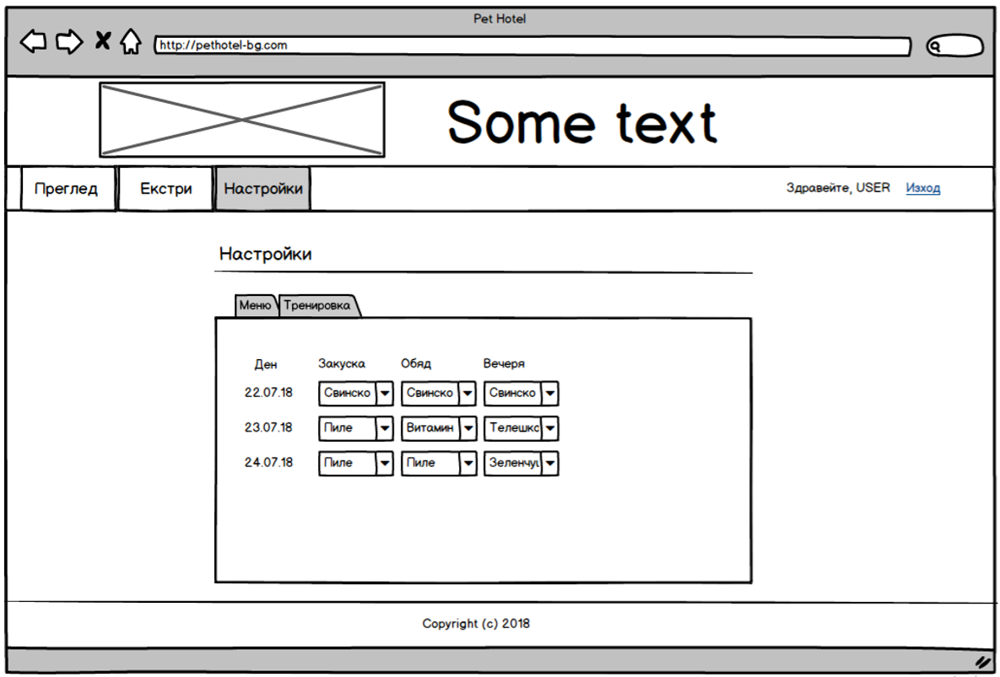 Pet Hotel
http://pethotel-bg.com
Some text
Преглед Екстри Настройки Здравейте, USER Изход
Настройки
Меню Тренировка
Ден Закуска Обяд Вечеря
22.07.18 Свинско Свинско Свинско
23.07.18 Пиле Витамин Телешко
24.07.18 Пиле Пиле Зеленчу
Copyright (c) 2018